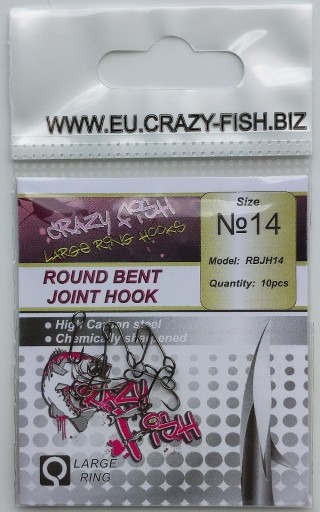 WWW.EU.CRAZY-FISH.BIZ
CRAZY FISH
LARGE RING HOOKS
Size
№14
Model: RBJH14
Quantity: 10pcs
ROUND BENT
JOINT HOOK
● High Carbon steel
● Chemically sharpened
CRAZY
FISH
LARGE
RING